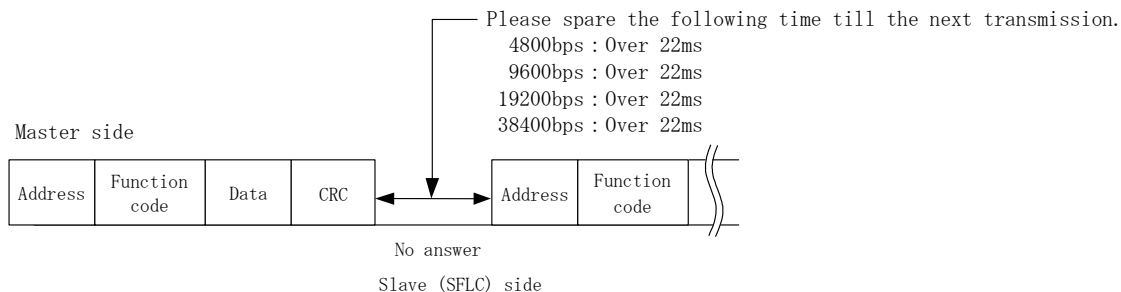 Please spare the following time till the next transmission.
4800bps：Over 22ms
9600bps：Over 22ms
19200bps：Over 22ms
38400bps：Over 22ms
Master side
Address
Function
code
Data
CRC
Address
Function
code
No answer
Slave (SFLC) side